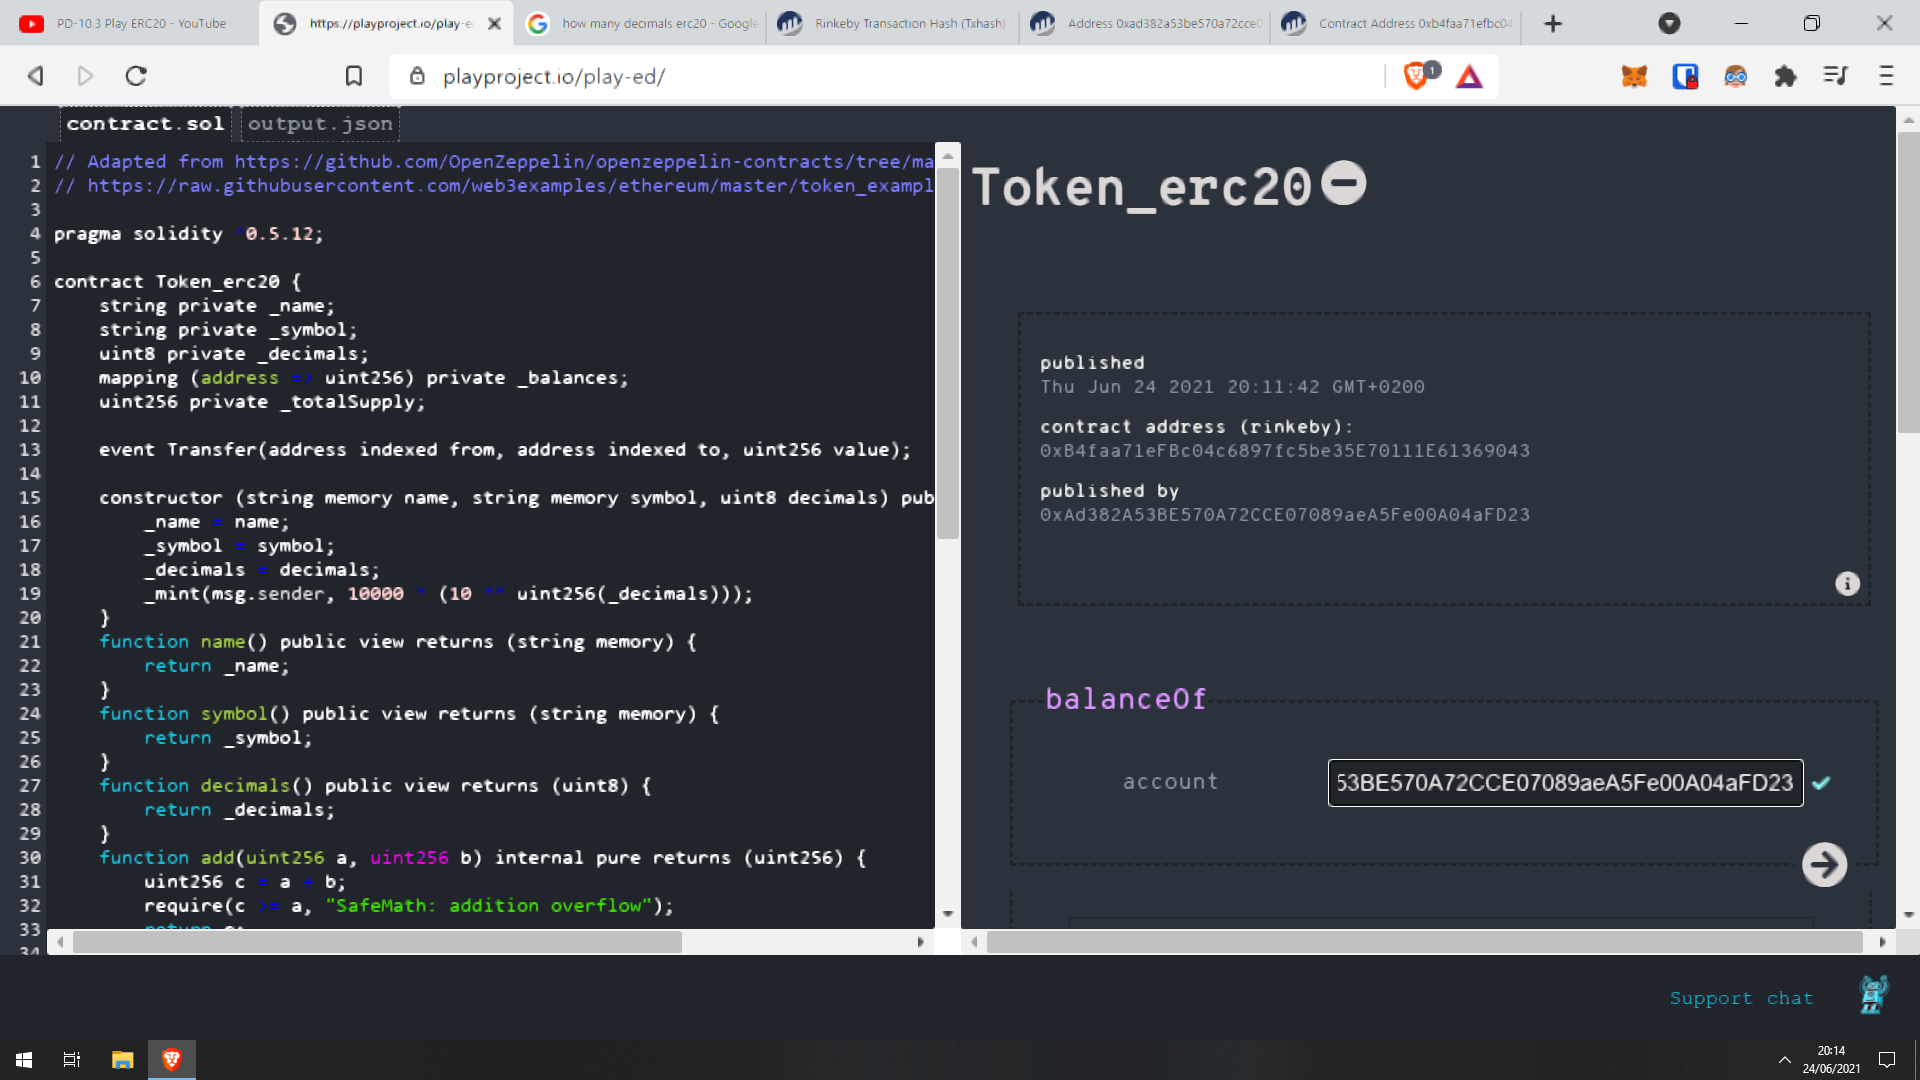 PD-10.3 Play ERC20 - YouTube
https://playproject.io/play-e
how many decimals erc20 - Google
Rinkeby Transaction Hash (Txhash)
Address 0xad382a53be570a72cce0
Contract Address 0xb4faa71efbc04
playproject.io/play-ed/
1
contract.sol
output.json
1 // Adapted from https://github.com/OpenZeppelin/openzeppelin-contracts/tree/ma
2 // https://raw.githubusercontent.com/web3examples/ethereum/master/token_exampl
3
4 pragma solidity ^0.5.12;
5
6 contract Token_erc20 {
7 string private _name;
8 string private _symbol;
9 uint8 private _decimals;
10 mapping (address => uint256) private _balances;
11 uint256 private _totalSupply;
12
13 event Transfer(address indexed from, address indexed to, uint256 value);
14
15 constructor (string memory name, string memory symbol, uint8 decimals) pub
16 _name = name;
17 _symbol = symbol;
18 _decimals = decimals;
19 _mint(msg.sender, 10000 * (10 ** uint256(_decimals)));
20 }
21 function name() public view returns (string memory) {
22 return _name;
23 }
24 function symbol() public view returns (string memory) {
25 return _symbol;
26 }
27 function decimals() public view returns (uint8) {
28 return _decimals;
29 }
30 function add(uint256 a, uint256 b) internal pure returns (uint256) {
31 uint256 c = a + b;
32 require(c >= a, "SafeMath: addition overflow");
33 return c;
34
Token_erc20
published
Thu Jun 24 2021 20:11:42 GMT+0200
contract address (rinkeby):
0xB4faa71eFBc04c6897fc5be35E70111E61369043
published by
0xAd382A53BE570A72CCE07089aeA5Fe00A04aFD23
balanceOf
account
53BE570A72CCE07089aeA5Fe00A04aFD23
Support chat
20:14
24/06/2021